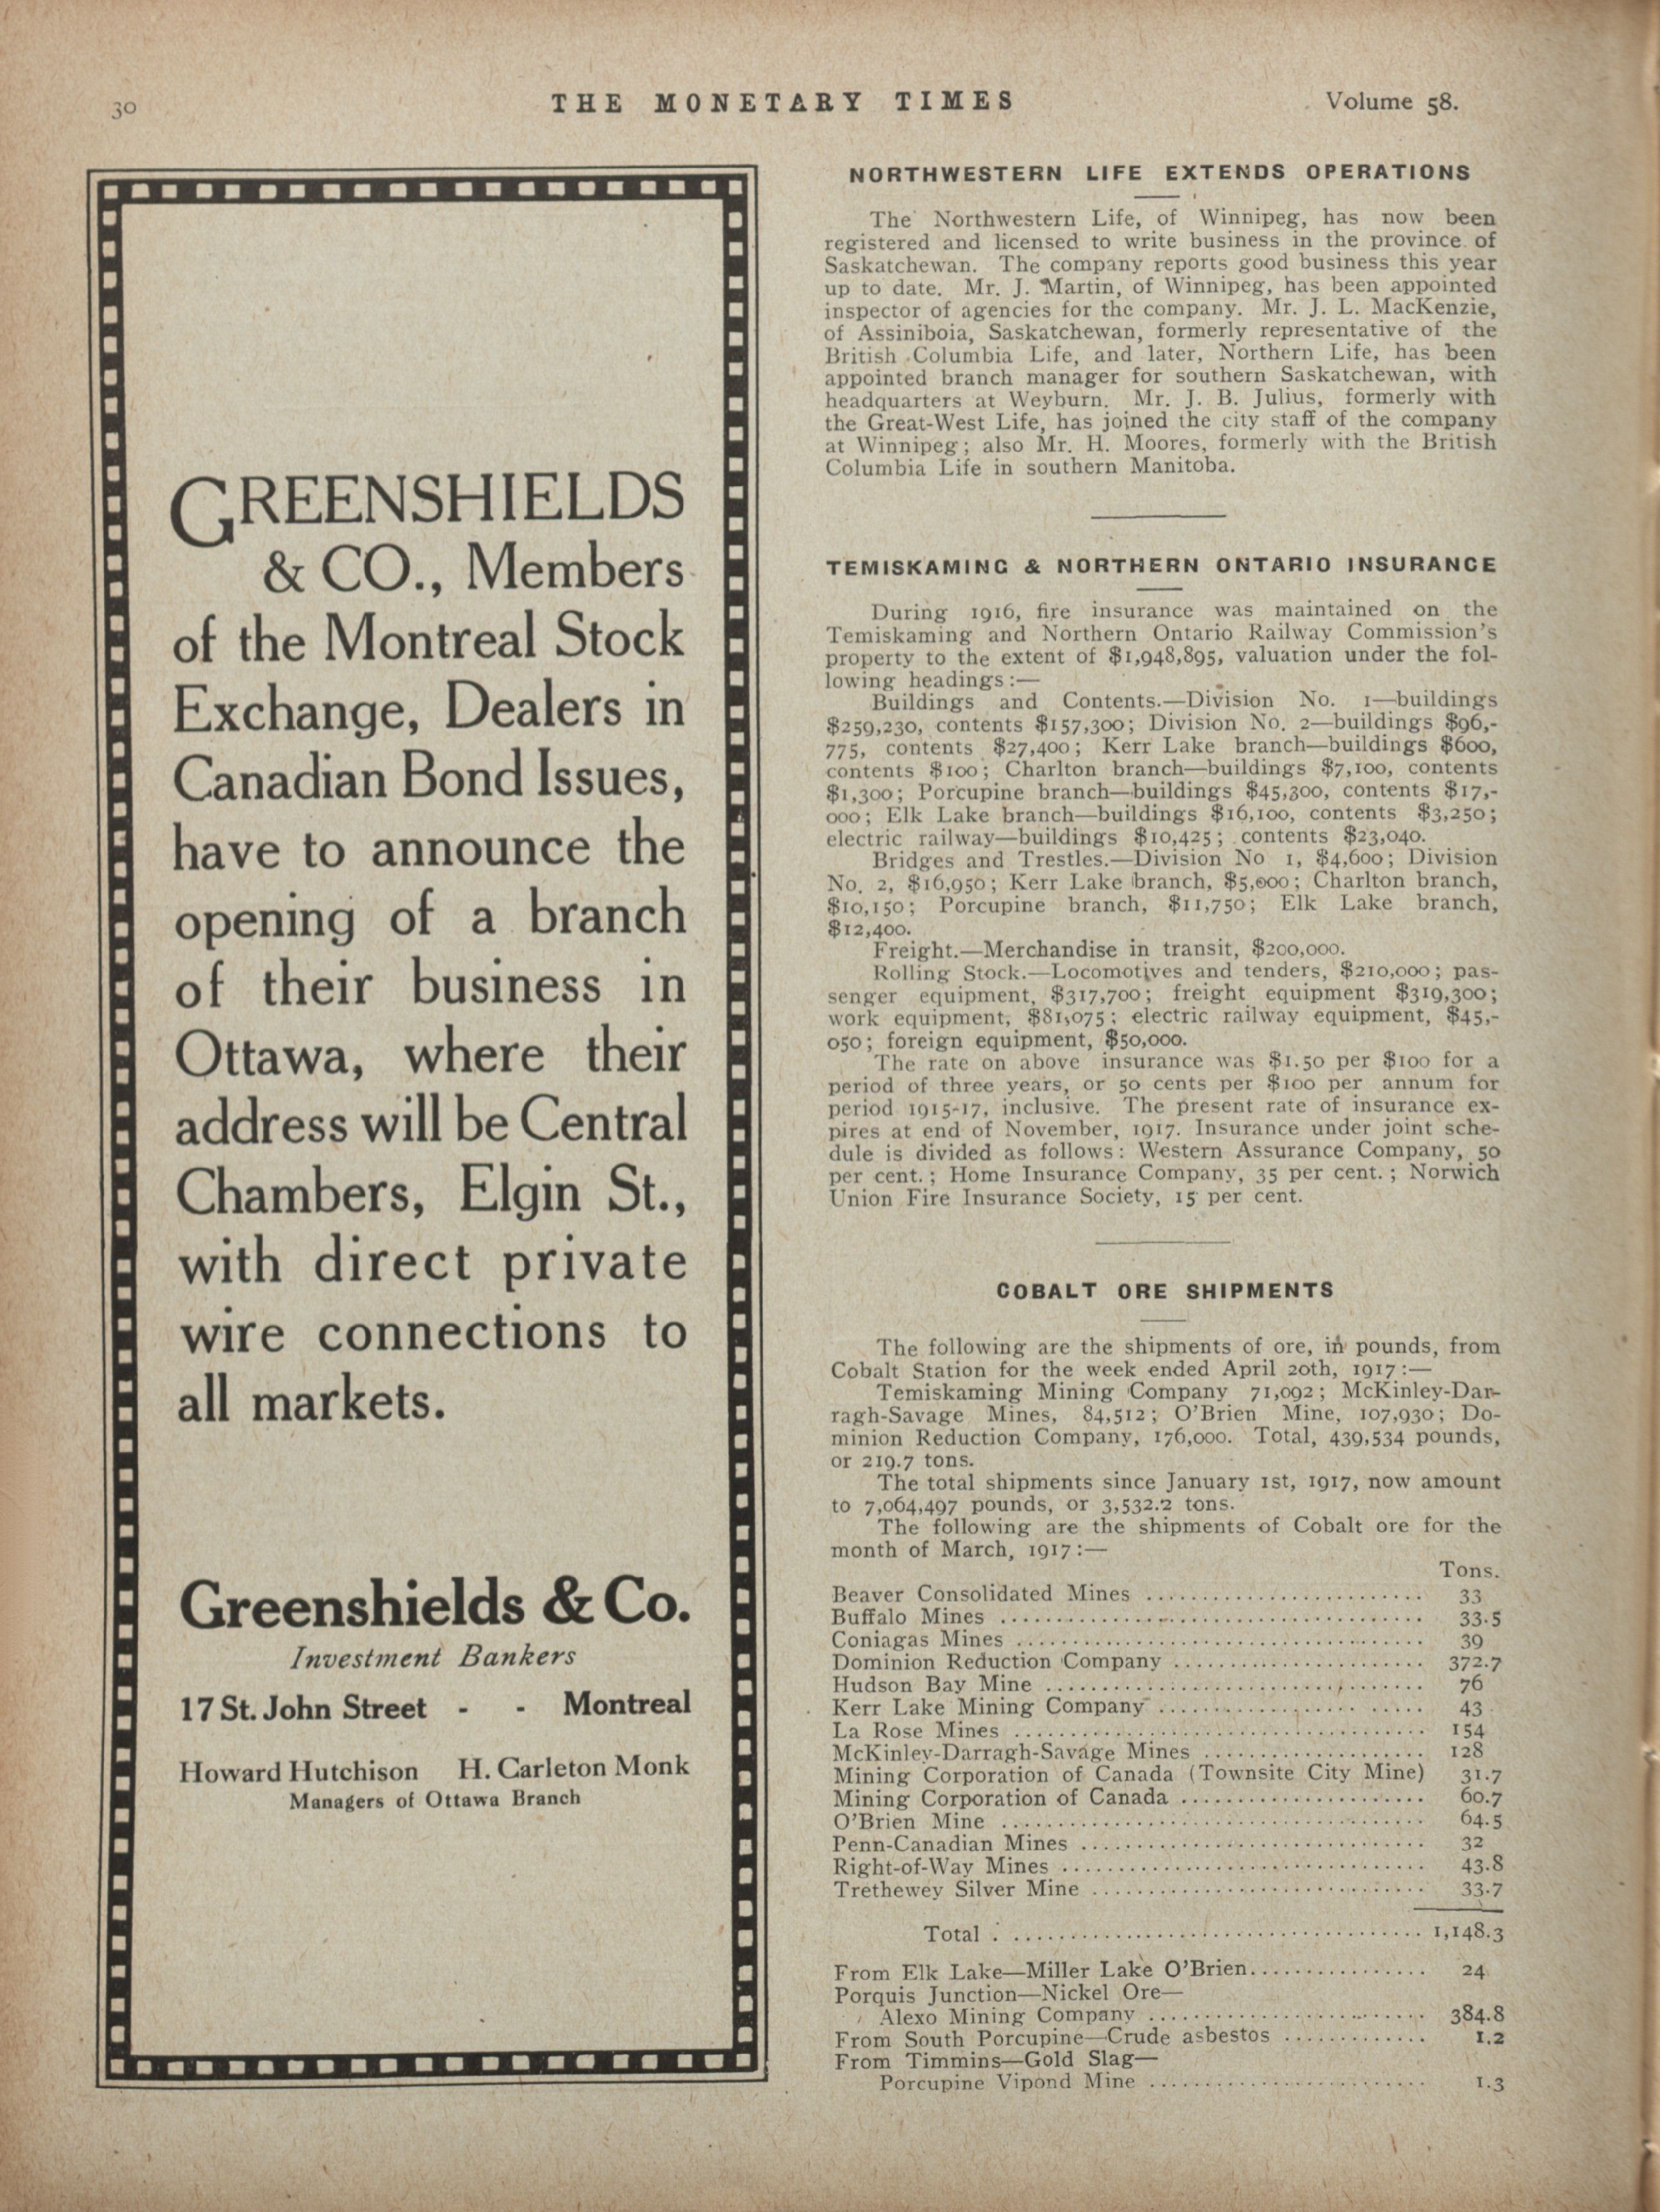 30
THE MONETARY TIMES
Volume 58.
GREENSHIELDS
& CO., Members
of the Montreal Stock
Exchange, Dealers in
Canadian Bond Issues,
have to announce the
opening of a branch
of their business in
Ottawa, where their
address will be Central
Chambers, Elgin St.,
with direct private
wire connections to
all markets.
Greenshields & Co.
Investment Bankers
17 St. John Street - - Montreal
Howard Hutchison H. Carleton Monk
Managers of Ottawa Branch
NORTHWESTERN LIFE EXTENDS OPERATIONS
The Northwestern Life, of Winnipeg, has now been
registered and licensed to write business in the province of
Saskatchewan. The company reports good business this year
up to date. Mr. J. Martin, of Winnipeg, has been appointed
inspector of agencies for the company. Mr. J. L. MacKenzie,
of Assiniboia, Saskatchewan, formerly representative of the
British Columbia Life, and later, Northern Life, has been
appointed branch manager for southern Saskatchewan, with
headquarters at Weyburn. Mr. J. B. Julius, formerly with
the Great-West Life, has joined the city staff of the company
at Winnipeg; also Mr. H. Moores, formerly with the British
Columbia Life in southern Manitoba.
TEMISKAMING & NORTHERN ONTARIO INSURANCE
During 1916, fire insurance was maintained on the
Temiskaming and Northern Ontario Railway Commission's
property to the extent of $1,948,895, valuation under the fol-
lowing headings:—
Buildings and Contents.—Division No. 1—buildings
$259,230, contents $157,300; Division No. 2—buildings $96,-
775, contents $27,400; Kerr Lake branch—buildings $600,
contents $100; Charlton branch—buildings $7,100, contents
$1,300; Porcupine branch—buildings $45,300, contents $17,-
000; Elk Lake branch—buildings $16,100, contents $3,250;
electric railway—buildings $10,425; contents $23,040.
Bridges and Trestles.—Division No 1, $4,600; Division
No. 2, $16,950; Kerr Lake branch, $5,000; Charlton branch,
$10,150; Porcupine branch, $11,750; Elk Lake branch,
$12,400.
Freight.—Merchandise in transit, $200,000.
Rolling Stock.—Locomotives and tenders, $210,000; pas-
senger equipment, $317,700; freight equipment $319,300;
work equipment, $81,075; electric railway equipment, $45,-
050; foreign equipment, $50,000.
The rate on above insurance was $1.50 per $100 for a
period of three years, or 50 cents per $100 per annum for
period 1915-17, inclusive. The present rate of insurance ex-
pires at end of November, 1917. Insurance under joint sche-
dule is divided as follows: Western Assurance Company, 50
per cent.; Home Insurance Company, 35 per cent.; Norwich
Union Fire Insurance Society, 15 per cent.
COBALT ORE SHIPMENTS
The following are the shipments of ore, in pounds, from
Cobalt Station for the week ended April 20th, 1917:—
Temiskaming Mining Company 71,092; McKinley-Dar-
ragh-Savage Mines, 84,512; O'Brien Mine, 107,930; Do-
minion Reduction Company, 176,000. Total, 439,534 pounds,
or 219.7 tons.
The total shipments since January 1st, 1917, now amount
to 7,064,497 pounds, or 3,532.2 tons.
The following are the shipments of Cobalt ore for the
month of March, 1917:—
Tons.
Beaver Consolidated Mines ........................ 33
Buffalo Mines ..................................... 33.5
Coniagas Mines .................................... 39
Dominion Reduction Company ...................... 372.7
Hudson Bay Mine ................................. 76
Kerr Lake Mining Company ....................... 43
La Rose Mines ................................... 154
McKinley-Darragh-Savage Mines ................... 128
Mining Corporation of Canada (Townsite City Mine) 31.7
Mining Corporation of Canada ..................... 60.7
O'Brien Mine ..................................... 64.5
Penn-Canadian Mines .............................. 32
Right-of-Way Mines ............................... 43.8
Trethewey Silver Mine ............................. 33.7
Total .................................... 1,148.3
From Elk Lake—Miller Lake O'Brien................ 24
Porquis Junction—Nickel Ore—
Alexo Mining Company ......................... 384.8
From South Porcupine—Crude asbestos ............. 1.2
From Timmins—Gold Slag—
Porcupine Vipond Mine ......................... 1.3